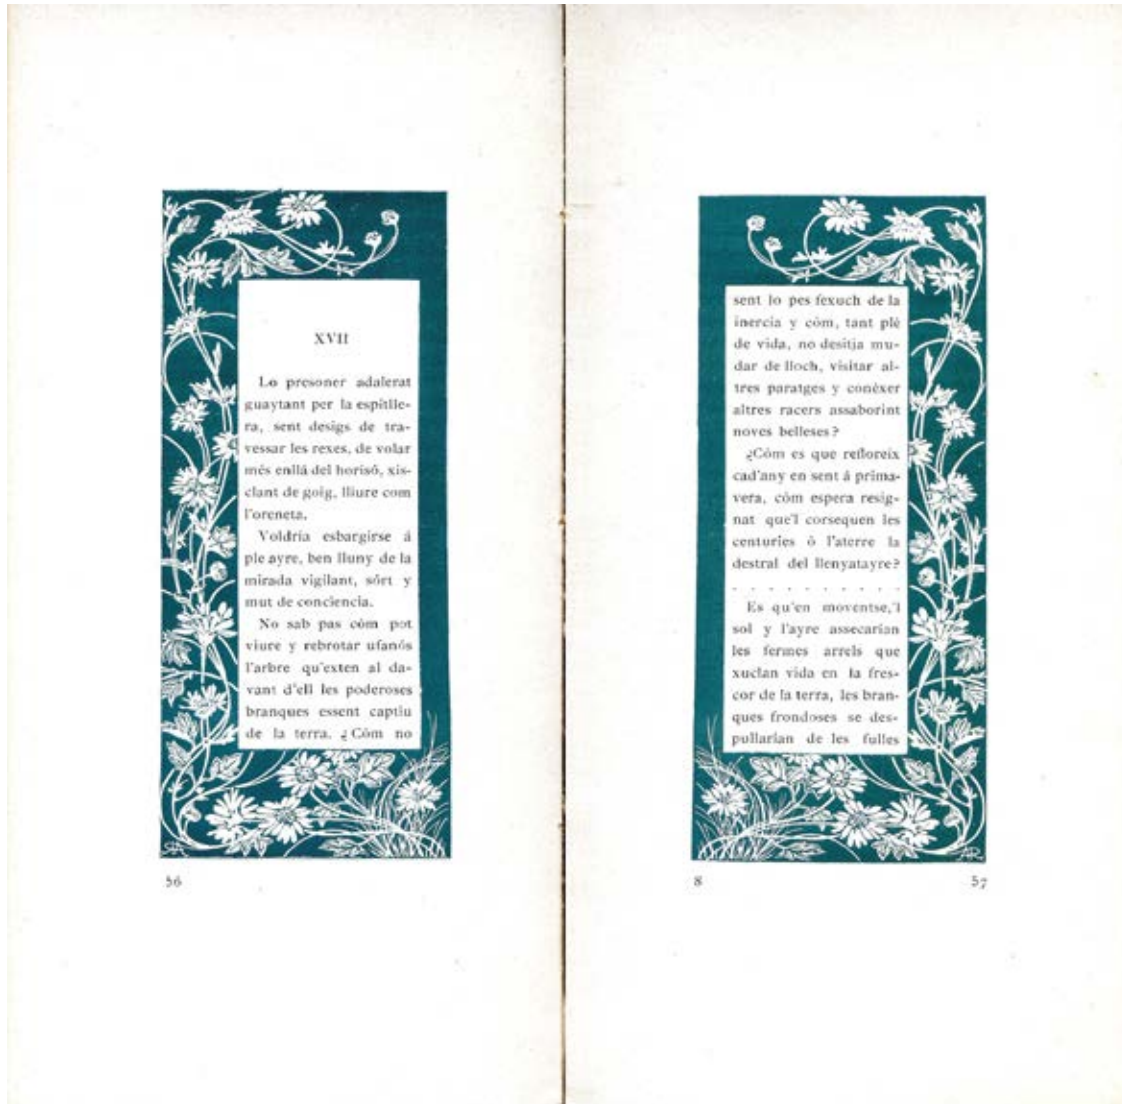 XVII
Lo presoner adalerat
guaytant per la espitlle-
ra, sent desigs de tra-
vessar les rexes, de volar
més enllá del horisó, xis-
clant de goig, lliure com
l'oreneta.
Voldría esbargirse á
ple ayre, ben lluny de la
mirada vigilant, sórt y
mut de conciencia.
No sab pas cóm pot
viure y rebrotar ufanós
l'arbre qu'exten al da-
vant d'ell les poderoses
branques essent captiu
de la terra. ¿Cóm no
56
sent lo pes fexuch de la
inercia y cóm, tant plé
de vida, no desitja mu-
dar de lloch, visitar al-
tres paratges y conéxer
altres racers assaborint
noves belleses?
¿Cóm es que refloreix
cad'any en sent á prima-
vera, cóm espera resig-
nat que'l corsequen les
centuries ó l'aterre la
destral del llenyatayre?
. . . . . . . . . .
Es qu'en moventse,'l
sol y l'ayre assecarían
les fermes arrels que
xuclan vida en la fres-
cor de la terra, les bran-
ques frondoses se des-
pullarían de les fulles
8 57